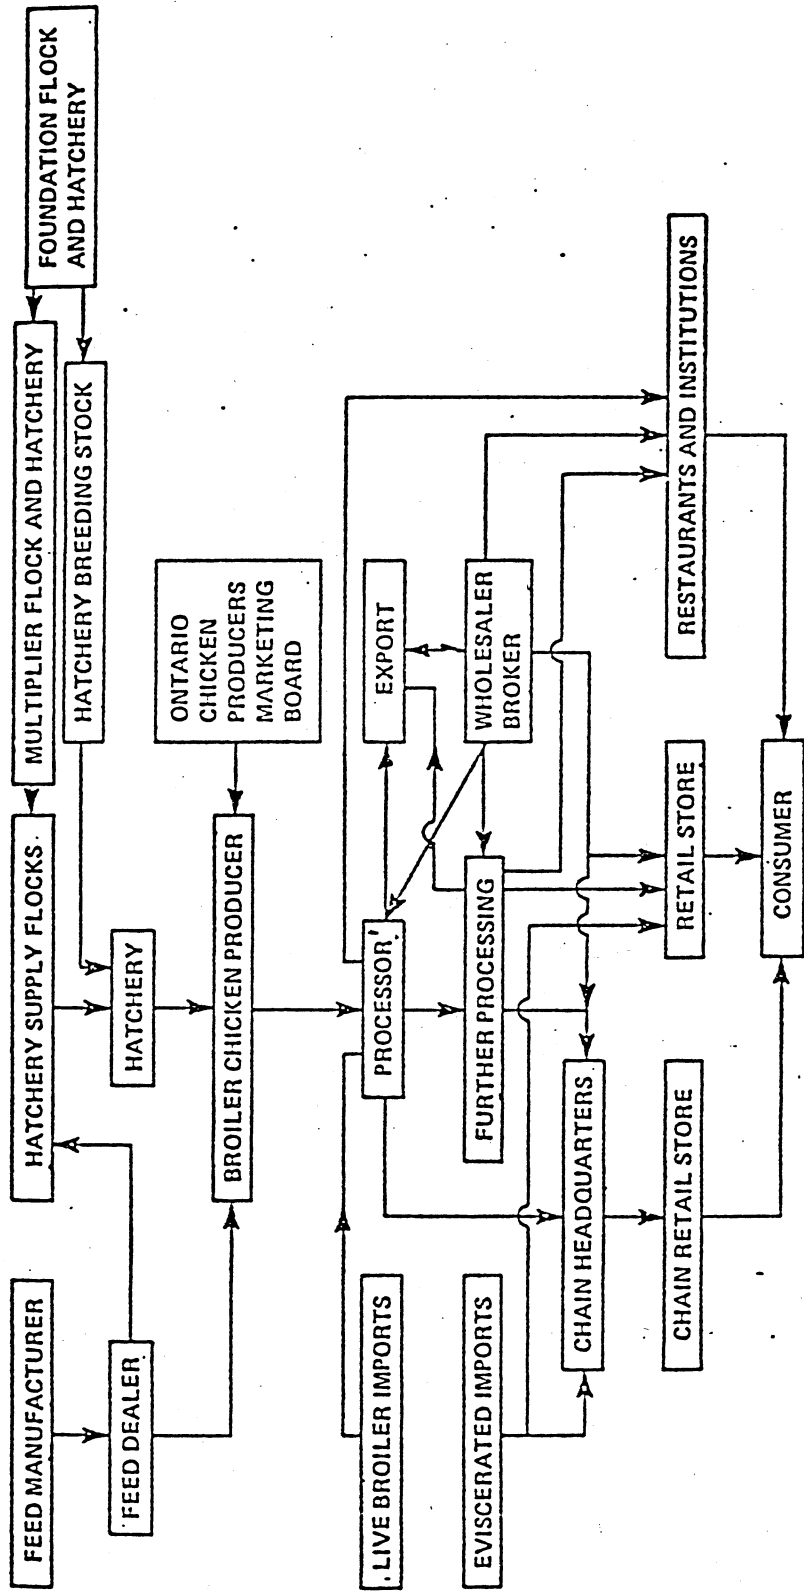 FEED MANUFACTURER
HATCHERY SUPPLY FLOCKS.
MULTIPLIER FLOCK AND HATCHERY
FOUNDATION FLOCK
AND HATCHERY
HATCHERY BREEDING STOCK
FEED DEALER
HATCHERY
ONTARIO
CHICKEN
PRODUCERS
MARKETING
BOARD
BROILER CHICKEN PRODUCER
LIVE BROILER IMPORTS
PROCESSOR
EXPORT
EVISCERATED IMPORTS
FURTHER PROCESSING
WHOLESALER
BROKER
CHAIN HEADQUARTERS
CHAIN RETAIL STORE
RETAIL STORE
RESTAURANTS AND INSTITUTIONS
CONSUMER